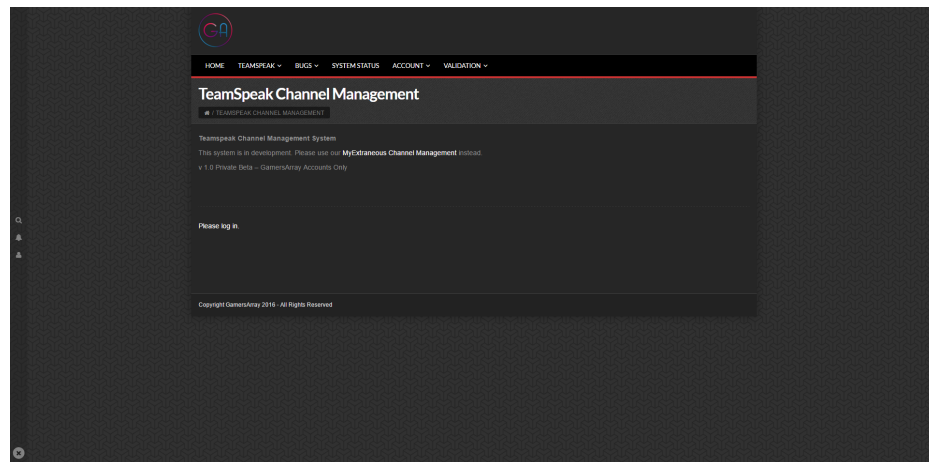 GA
HOME TEAMSPEAK BUGS SYSTEM STATUS ACCOUNT VALIDATION
TeamSpeak Channel Management
/ TEAMSPEAK CHANNEL MANAGEMENT
Teamspeak Channel Management System
This system is in development. Please use our MyExtraneous Channel Management instead.
v 1.0 Private Beta – GamersArray Accounts Only
Please log in.
Copyright GamersArray 2016 - All Rights Reserved